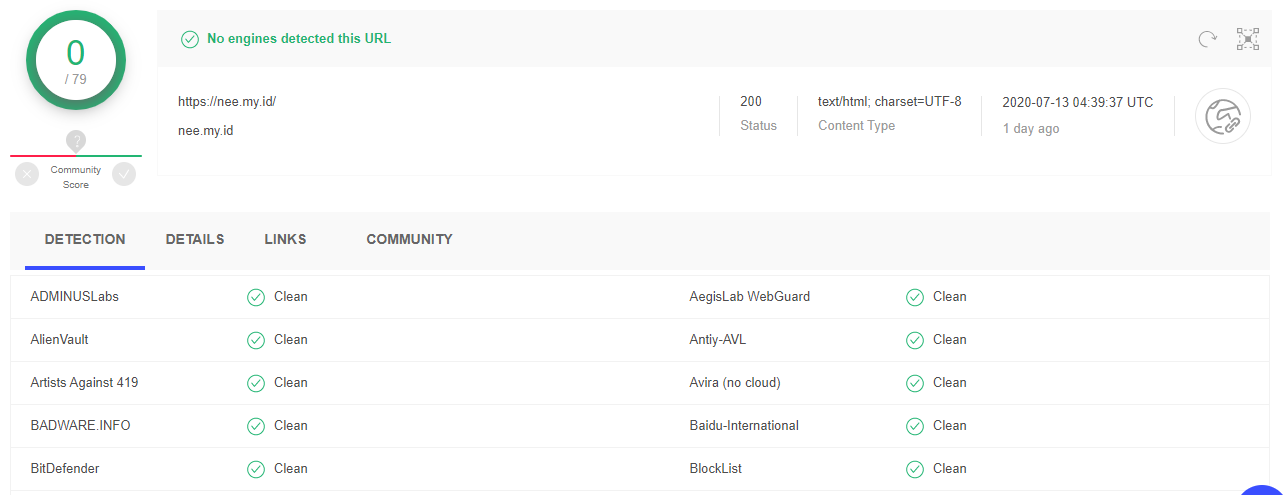 0
/ 79
?
Community
Score
No engines detected this URL
https://nee.my.id/
nee.my.id
200
Status
text/html; charset=UTF-8
Content Type
2020-07-13 04:39:37 UTC
1 day ago
DETECTION DETAILS LINKS COMMUNITY
ADMINUSLabs Clean AegisLab WebGuard Clean
AlienVault Clean Antiy-AVL Clean
Artists Against 419 Clean Avira (no cloud) Clean
BADWARE.INFO Clean Baidu-International Clean
BitDefender Clean BlockList Clean